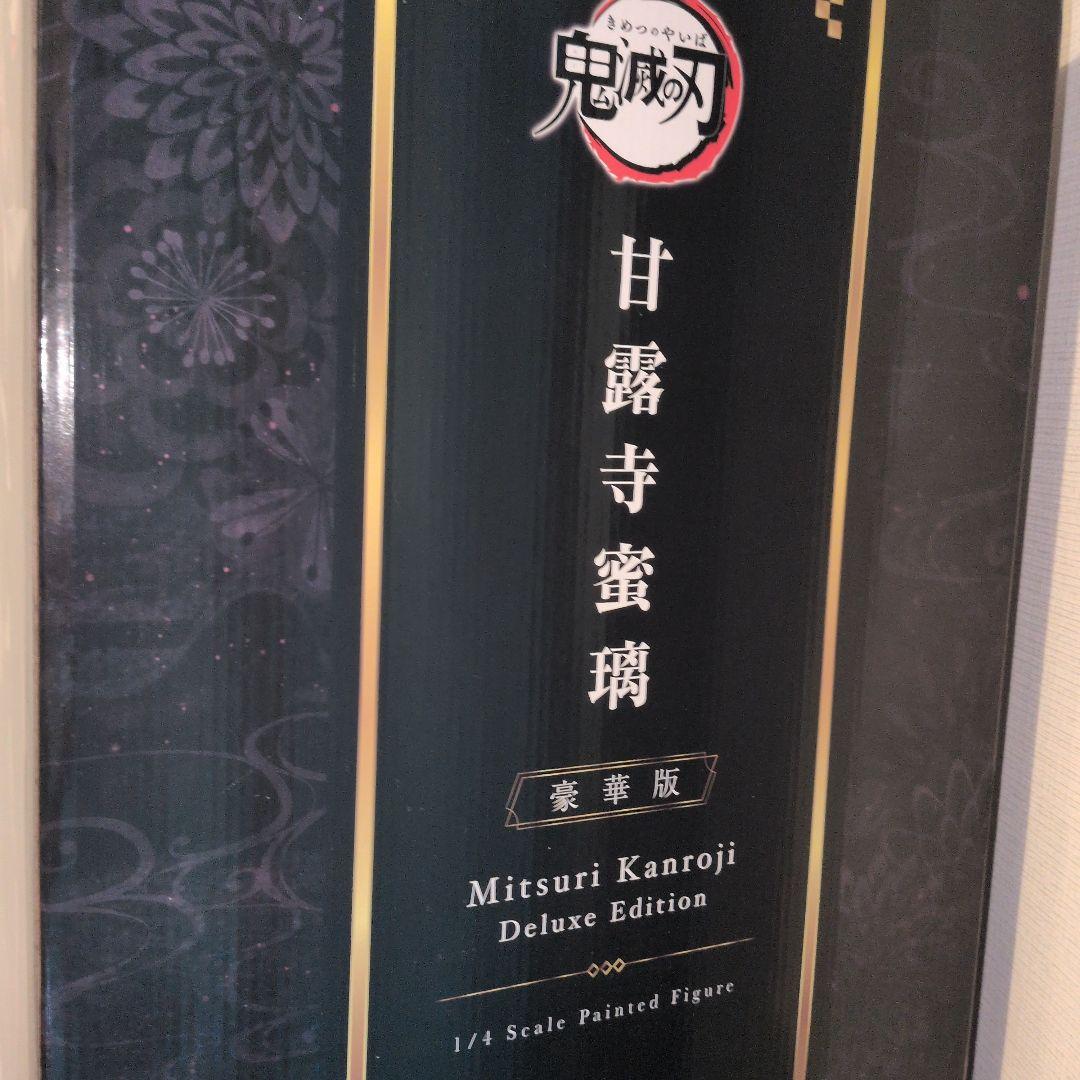 きめつのやいば
鬼滅の刃
甘露寺蜜璃
豪華版
Mitsuri Kanroji
Deluxe Edition
1/4 Scale Painted Figure